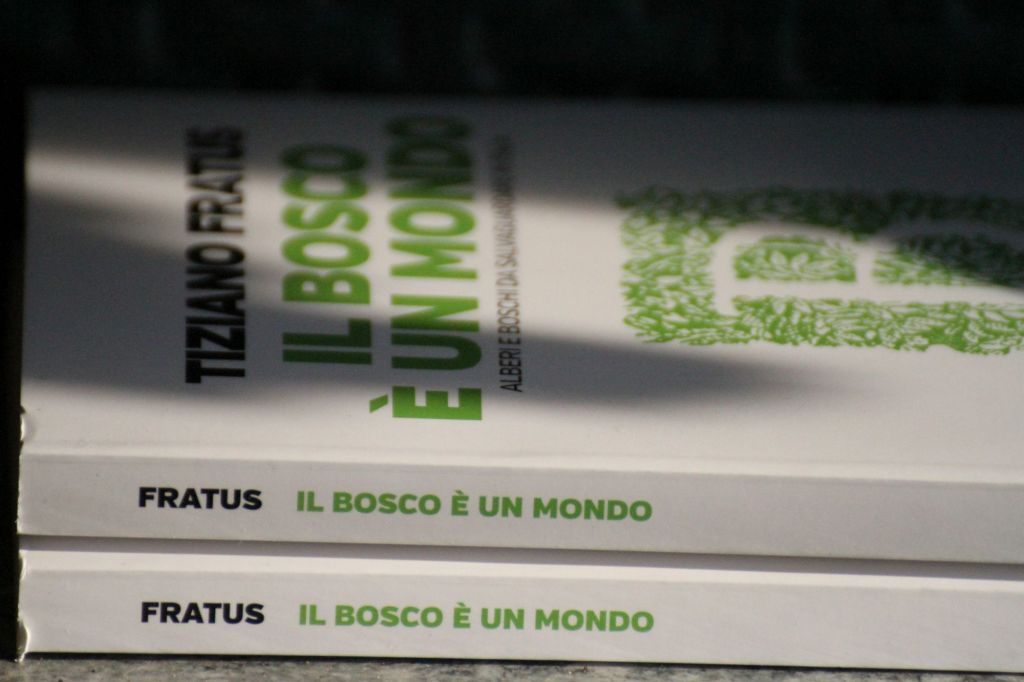 TIZIANO FRATUS
IL BOSCO
È UN MONDO
ALBERI E BOSCHI DA SALVAGUARDARE
FRATUS IL BOSCO È UN MONDO
FRATUS IL BOSCO È UN MONDO